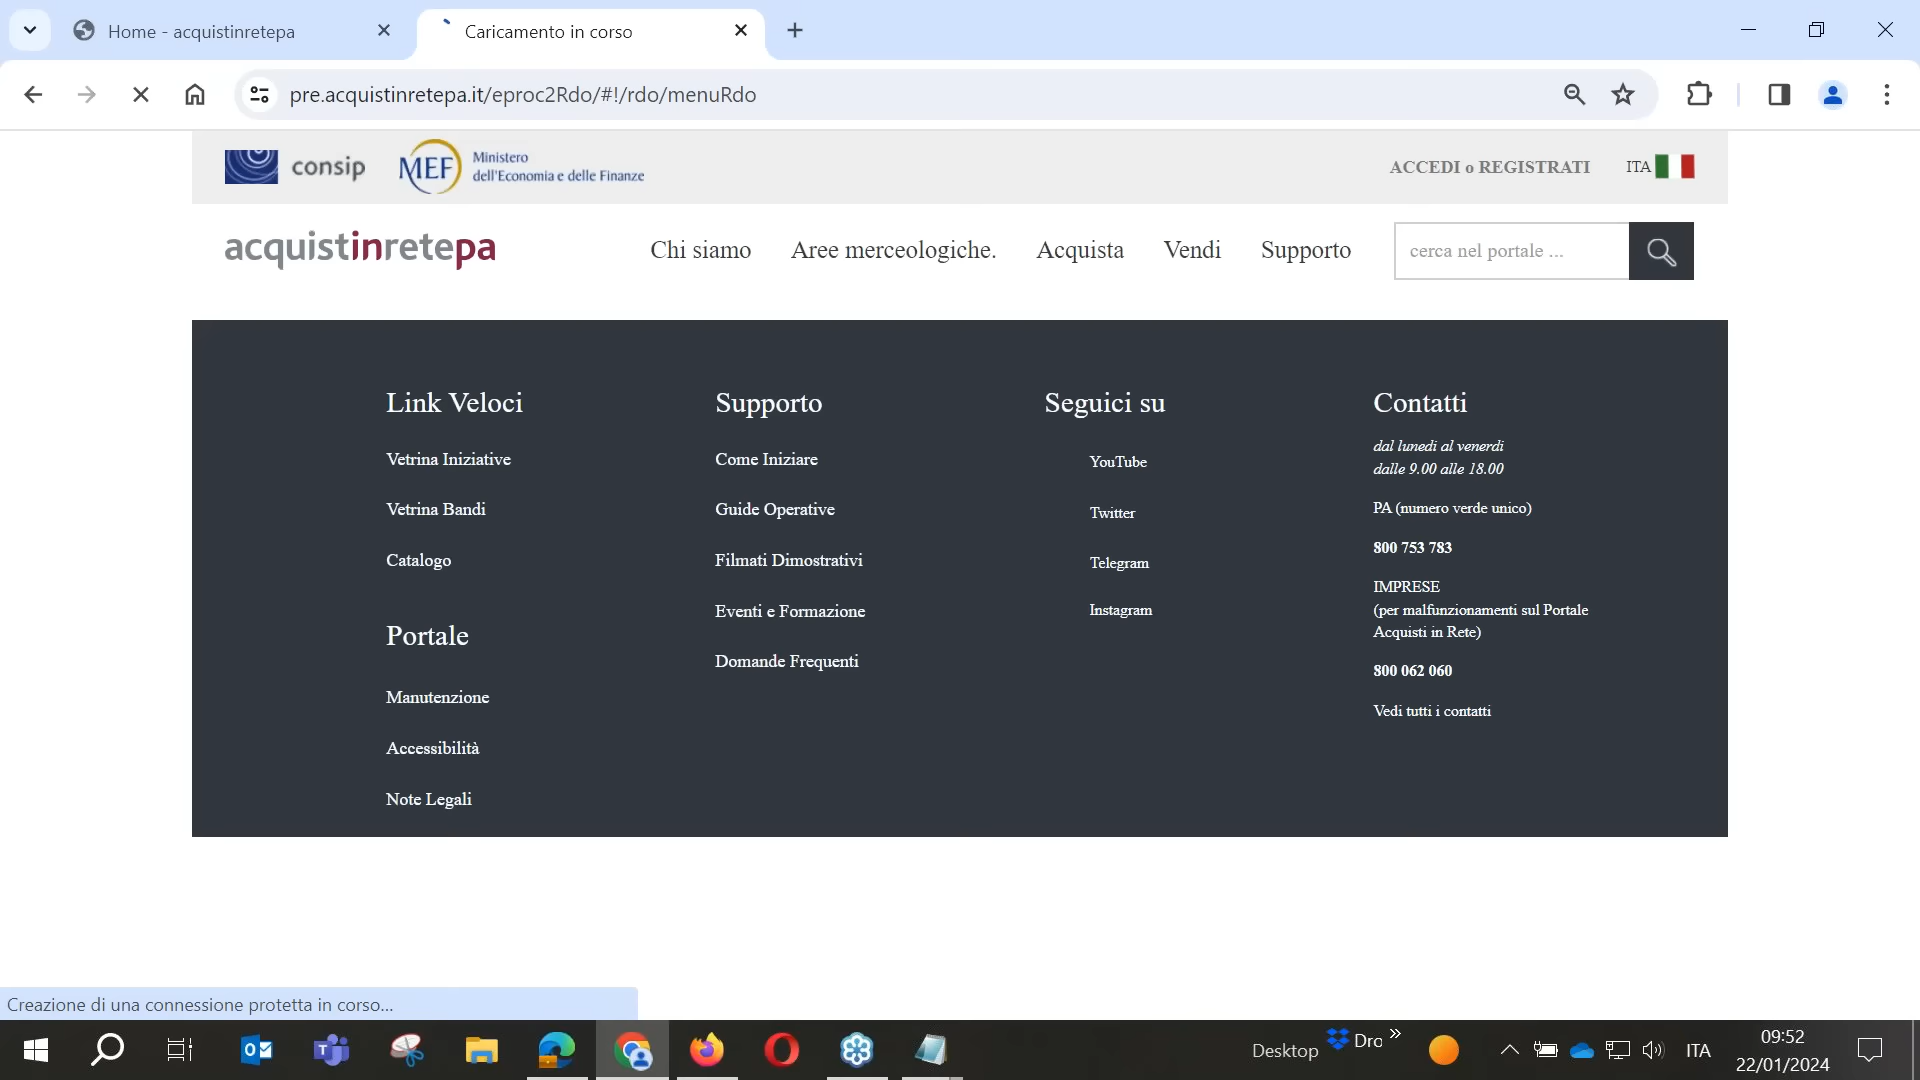 Home - acquistinretepa
Caricamento in corso
pre.acquistinretepa.it/eproc2Rdo/#!/rdo/menuRdo
consip
MEF
Ministero
dell'Economia e delle Finanze
ACCEDI o REGISTRATI
ITA
acquistinretepa
Chi siamo
Aree merceologiche.
Acquista
Vendi
Supporto
cerca nel portale ...
Link Veloci
Vetrina Iniziative
Vetrina Bandi
Catalogo
Portale
Manutenzione
Accessibilità
Note Legali
Supporto
Come Iniziare
Guide Operative
Filmati Dimostrativi
Eventi e Formazione
Domande Frequenti
Seguici su
YouTube
Twitter
Telegram
Instagram
Contatti
dal lunedì al venerdì
dalle 9.00 alle 18.00
PA (numero verde unico)
800 753 783
IMPRESE
(per malfunzionamenti sul Portale
Acquisti in Rete)
800 062 060
Vedi tutti i contatti
Creazione di una connessione protetta in corso...
Desktop
Dro
ITA
09:52
22/01/2024